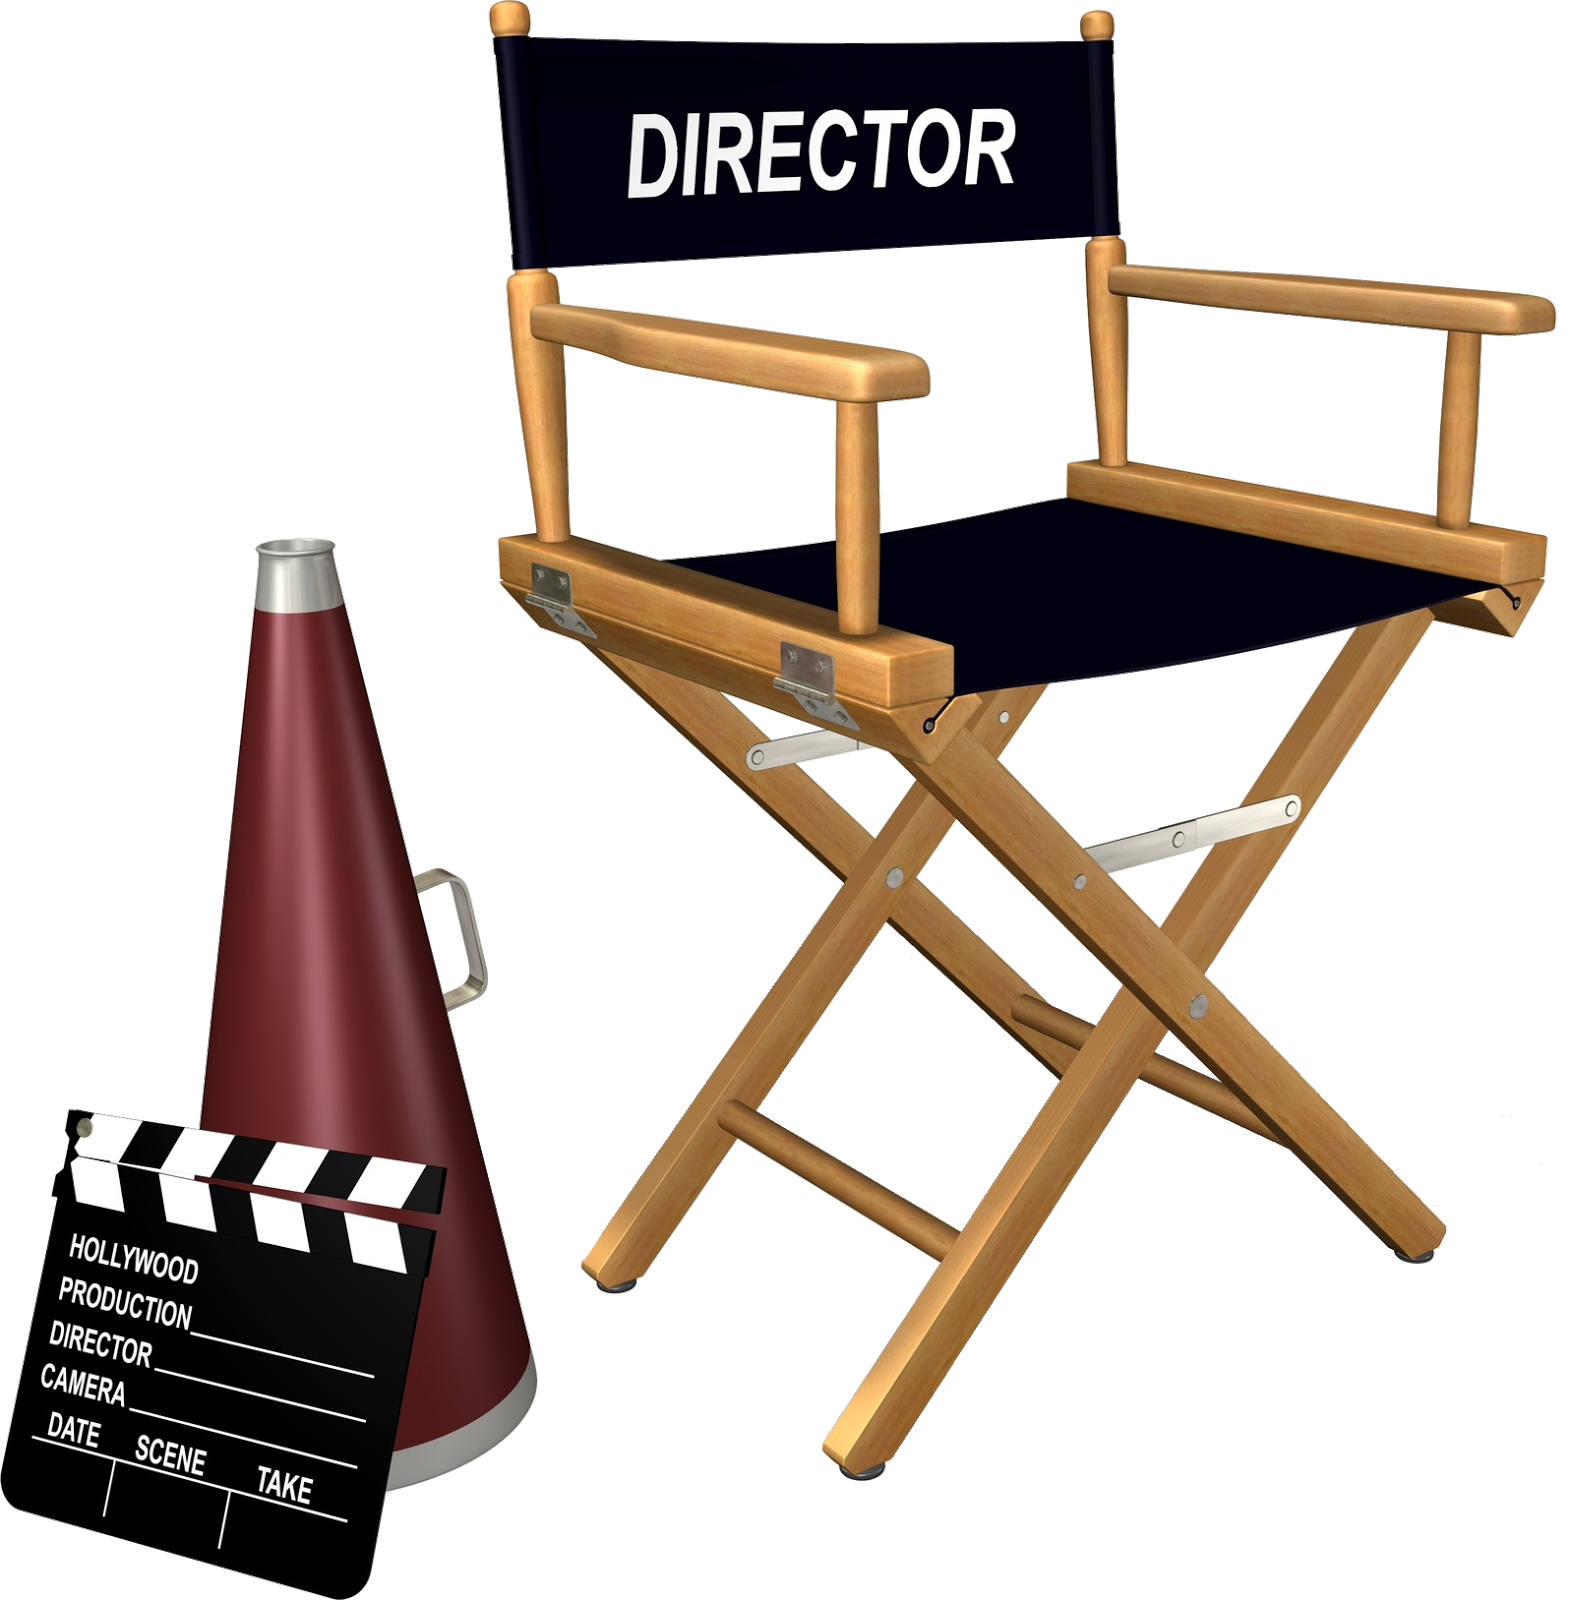 DIRECTOR
HOLLYWOOD
PRODUCTION
DIRECTOR
CAMERA
DATE SCENE TAKE